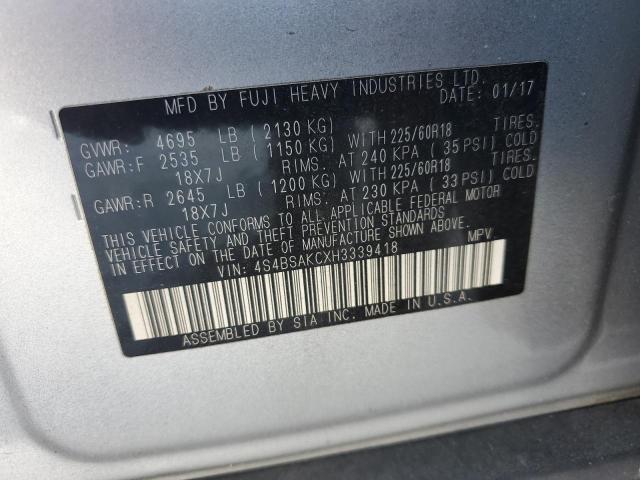 MFD BY FUJI HEAVY INDUSTRIES LTD.
DATE: 01/17
GVWR: 4695 LB (2130 KG)
GAWR:F 2535 LB (1150 KG) WITH 225/60R18 TIRES.
18X7J RIMS. AT 240 KPA (35 PSI) COLD
GAWR:R 2645 LB (1200 KG) WITH 225/60R18 TIRES.
18X7J RIMS. AT 230 KPA (33 PSI) COLD
THIS VEHICLE CONFORMS TO ALL APPLICABLE FEDERAL MOTOR
VEHICLE SAFETY AND THEFT PREVENTION STANDARDS
IN EFFECT ON THE DATE OF MANUFACTURE SHOWN ABOVE.
VIN: 4S4BSAKCXH3339418 MPV
ASSEMBLED BY SIA INC. MADE IN U.S.A.